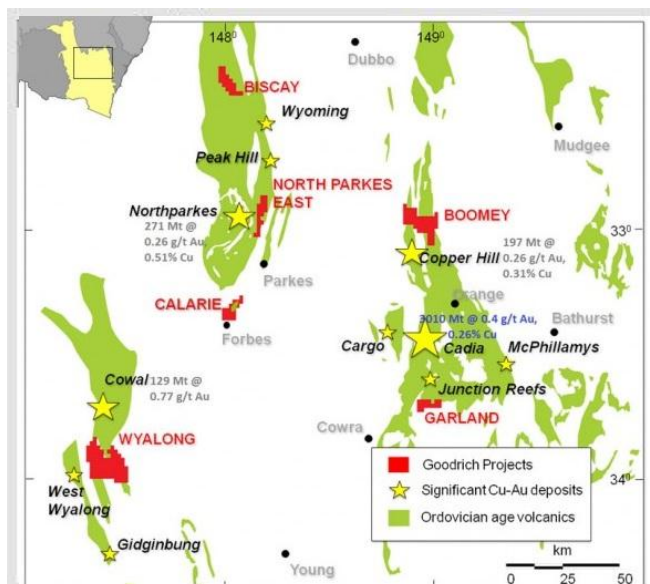 148⁰
149⁰
Dubbo
BISCAY
Wyoming
Mudgee
Peak Hill
NORTH PARKES
EAST
Northparkes
271 Mt @
0.26 g/t Au,
0.51% Cu
BOOMEY
33⁰
Copper Hill
197 Mt @
0.26 g/t Au,
0.31% Cu
Parkes
CALARIE
Forbes
Orange
3010 Mt @ 0.4 g/t Au,
0.26% Cu
Bathurst
Cargo
Cadia
McPhillamys
Cowal
129 Mt @
0.77 g/t Au
Junction Reefs
GARLAND
WYALONG
Cowra
Goodrich Projects
Significant Cu-Au deposits
Ordovician age volcanics
West
Wyalong
34⁰
Gidginbung
Young
km
0
25
50